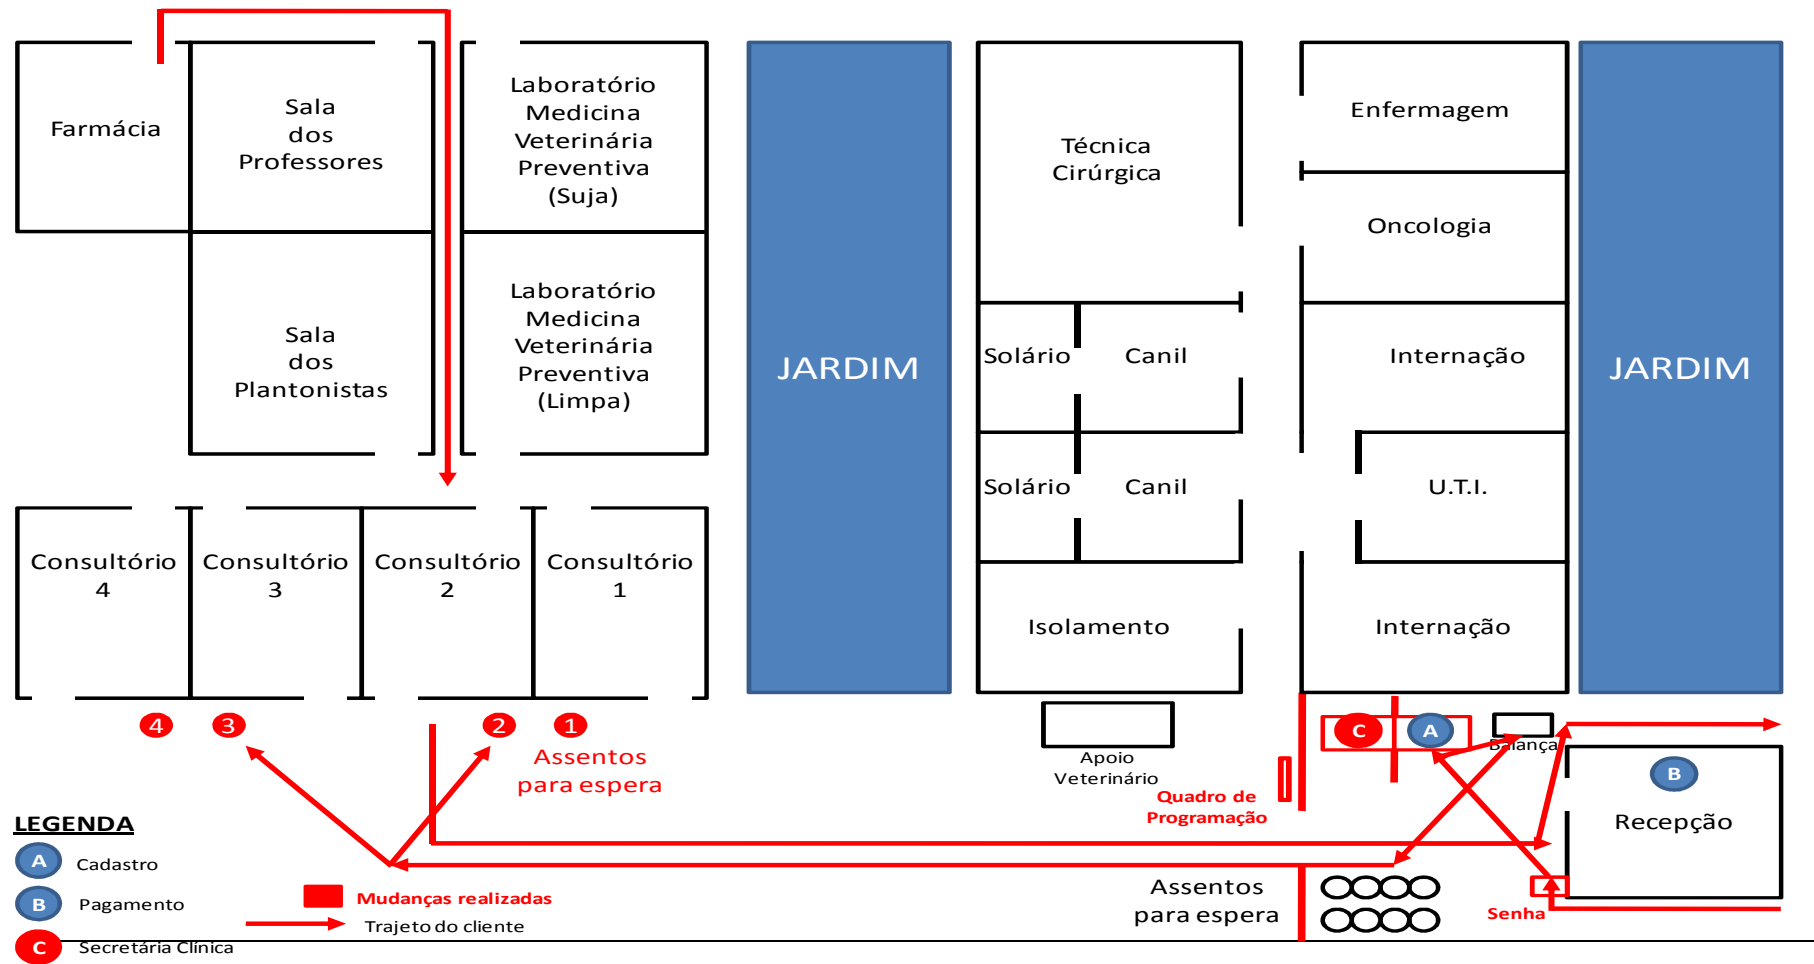 Farmácia
Sala
dos
Professores
Laboratório
Medicina
Veterinária
Preventiva
(Suja)
JARDIM
Técnica
Cirúrgica
Enfermagem
Oncologia
JARDIM
Sala
dos
Plantonistas
Laboratório
Medicina
Veterinária
Preventiva
(Limpa)
Solário
Canil
Internação
Solário
Canil
U.T.I.
Consultório
4
Consultório
3
Consultório
2
Consultório
1
Isolamento
Internação
4
3
2
1
Assentos
para espera
Apoio
Veterinário
C
A
Balança
Quadro de
Programação
B
Recepção
Assentos
para espera
Senha
LEGENDA
A Cadastro
B Pagamento
C Secretária Clínica
Mudanças realizadas
Trajeto do cliente